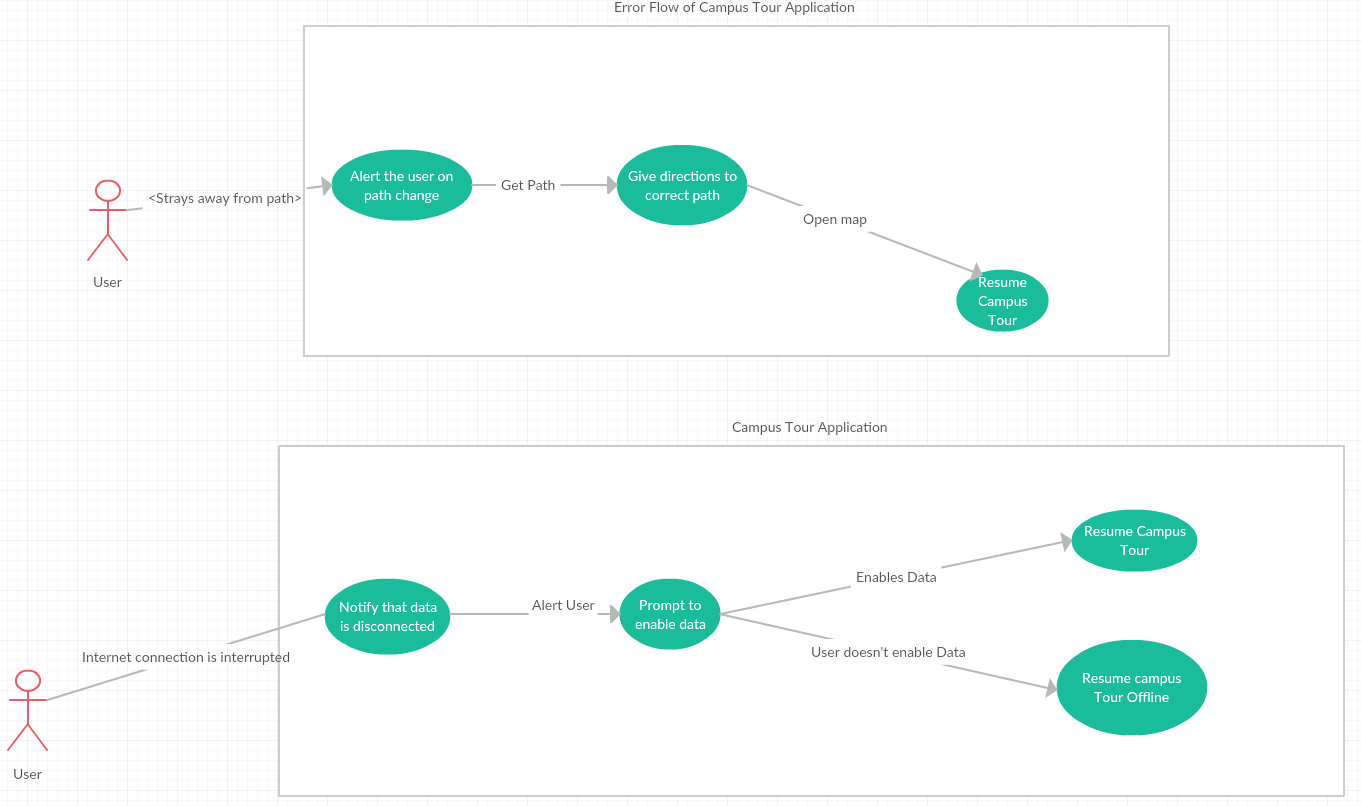 Error Flow of Campus Tour Application
<Strays away from path>
Alert the user on
path change
Get Path
Give directions to
correct path
Open map
Resume
Campus
Tour
User
Campus Tour Application
Internet connection is interrupted
Notify that data
is disconnected
Alert User
Prompt to
enable data
Enables Data
Resume Campus
Tour
User doesn't enable Data
Resume campus
Tour Offline
User